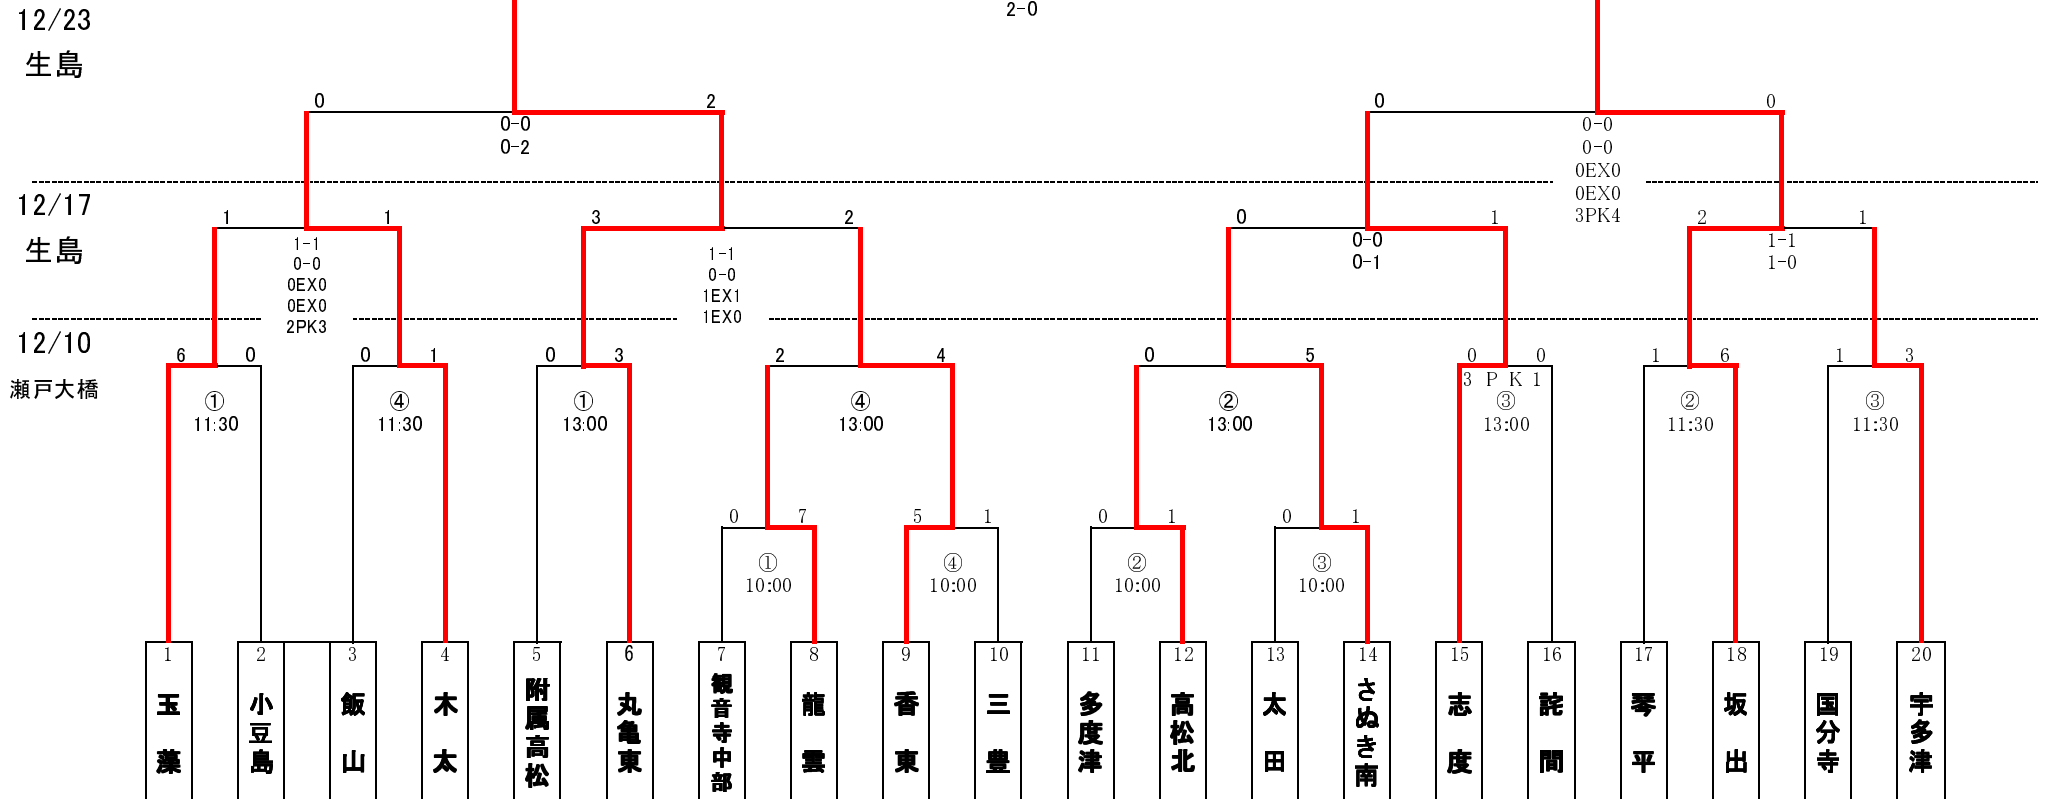 12/23
2-0
生島
0 2 0 0
0-0 0-0
0-2 0-0
0EX0
0EX0
3PK4
12/17
生島
1 1 3 2 0 1 2 1
1-1 1-1 0-0 1-1
0-0 0-0 0-1 1-0
0EX0 1EX1
0EX0 1EX0
2PK3
12/10
瀬戸大橋
6 0 0 1 0 3 2 4 0 5 0 0 1 6 1 3
3 P K 1
① ④ ① ④ ② ③ ② ③
11:30 11:30 13:00 13:00 13:00 13:00 11:30 11:30
0 7 5 1 0 1 0 1
① ④ ② ③
10:00 10:00 10:00 10:00
1 2 3 4 5 6 7 8 9 10 11 12 13 14 15 16 17 18 19 20
玉藻
小豆島
飯山
木太
附属高松
丸亀東
観音寺中部
龍雲
香東
三豊
多度津
高松北
太田
さぬき南
志度
詫間
琴平
坂出
国分寺
宇多津